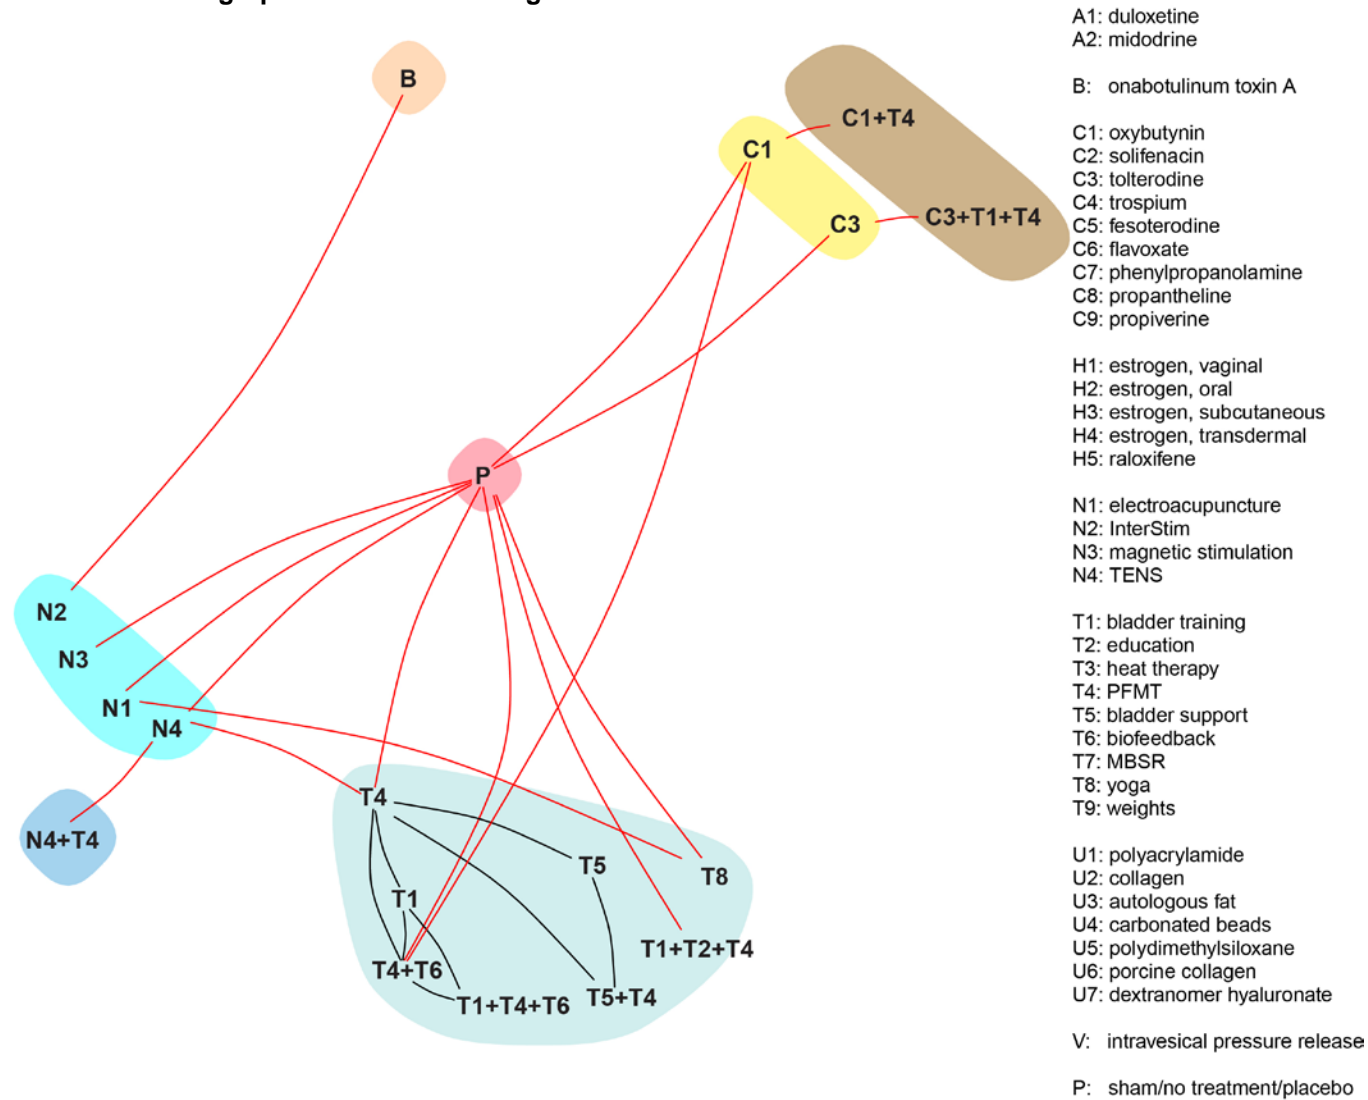 B
C1+T4
C1
C3
C3+T1+T4
P
N2
N3
N1
N4
N4+T4
T4
T5
T8
T1
T1+T2+T4
T4+T6
T1+T4+T6
T5+T4
A1: duloxetine
A2: midodrine
B: onabotulinum toxin A
C1: oxybutynin
C2: solifenacin
C3: tolterodine
C4: trospium
C5: fesoterodine
C6: flavoxate
C7: phenylpropanolamine
C8: propantheline
C9: propiverine
H1: estrogen, vaginal
H2: estrogen, oral
H3: estrogen, subcutaneous
H4: estrogen, transdermal
H5: raloxifene
N1: electroacupuncture
N2: InterStim
N3: magnetic stimulation
N4: TENS
T1: bladder training
T2: education
T3: heat therapy
T4: PFMT
T5: bladder support
T6: biofeedback
T7: MBSR
T8: yoga
T9: weights
U1: polyacrylamide
U2: collagen
U3: autologous fat
U4: carbonated beads
U5: polydimethylsiloxane
U6: porcine collagen
U7: dextranomer hyaluronate
V: intravesical pressure release
P: sham/no treatment/placebo